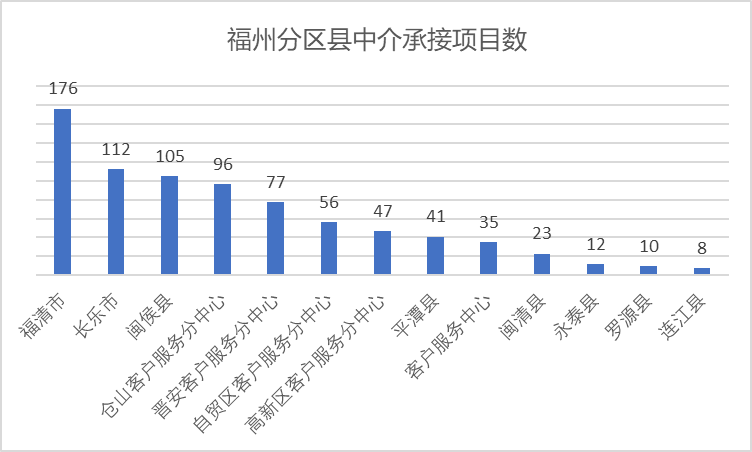 福州分区县中介承接项目数
176
112
105
96
77
56
47
41
35
23
12
10
8
福清市
长乐市
闽侯县
仓山客户服务分中心
晋安客户服务分中心
自贸区客户服务分中心
高新区客户服务分中心
平潭县
客户服务中心
闽清县
永泰县
罗源县
连江县